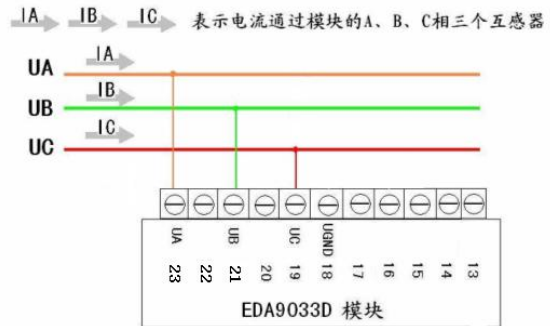 IA IB IC 表示电流通过模块的A、B、C相三个互感器
IA
UA
IB
UB
IC
UC
UA UB UC UGND
23 22 21 20 19 18 17 16 15 14 13
EDA9033D 模块